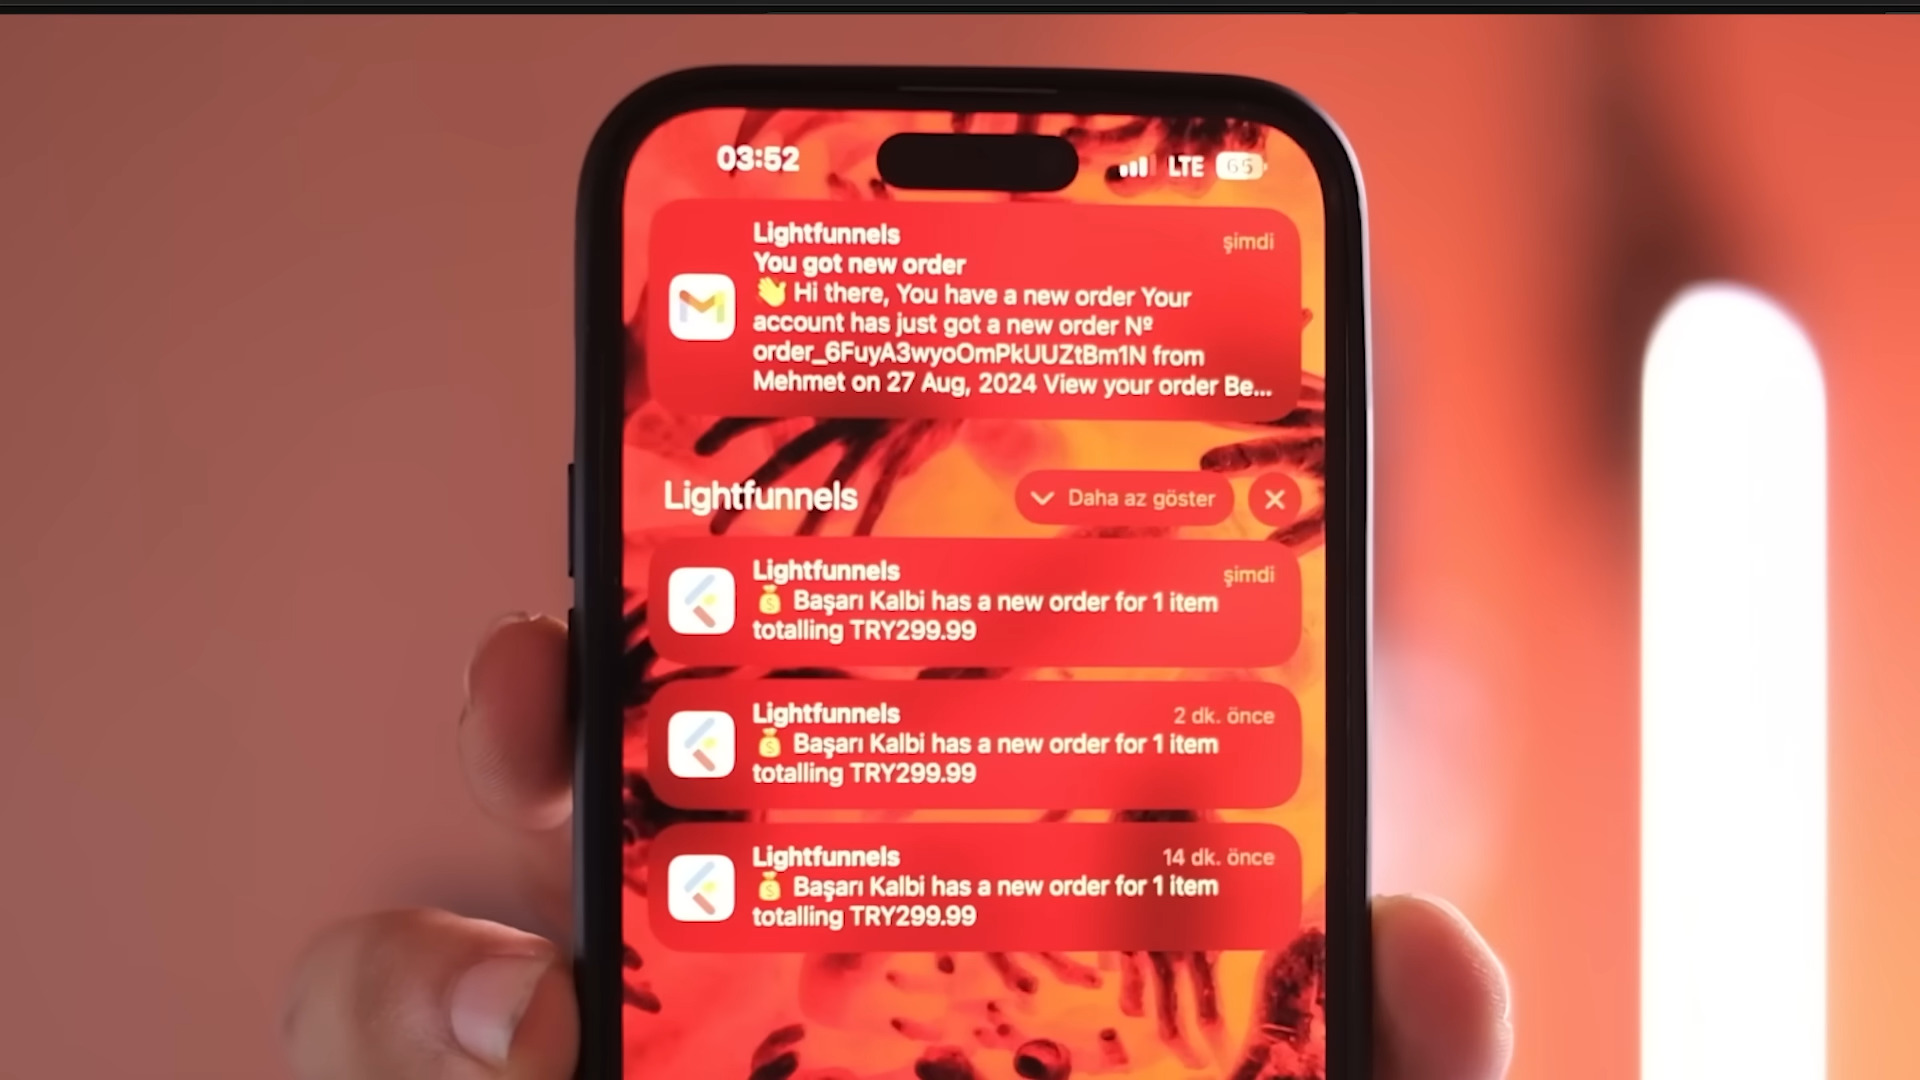 03:52
LTE 65
Lightfunnels
şimdi
You got new order
👋 Hi there, You have a new order Your
account has just got a new order Nº
order_6FuyA3wyoOmPkUUZtBm1N from
Mehmet on 27 Aug, 2024 View your order Be...
Lightfunnels
Daha az göster
Lightfunnels
şimdi
💰 Başarı Kalbi has a new order for 1 item
totalling TRY299.99
Lightfunnels
2 dk. önce
💰 Başarı Kalbi has a new order for 1 item
totalling TRY299.99
Lightfunnels
14 dk. önce
💰 Başarı Kalbi has a new order for 1 item
totalling TRY299.99